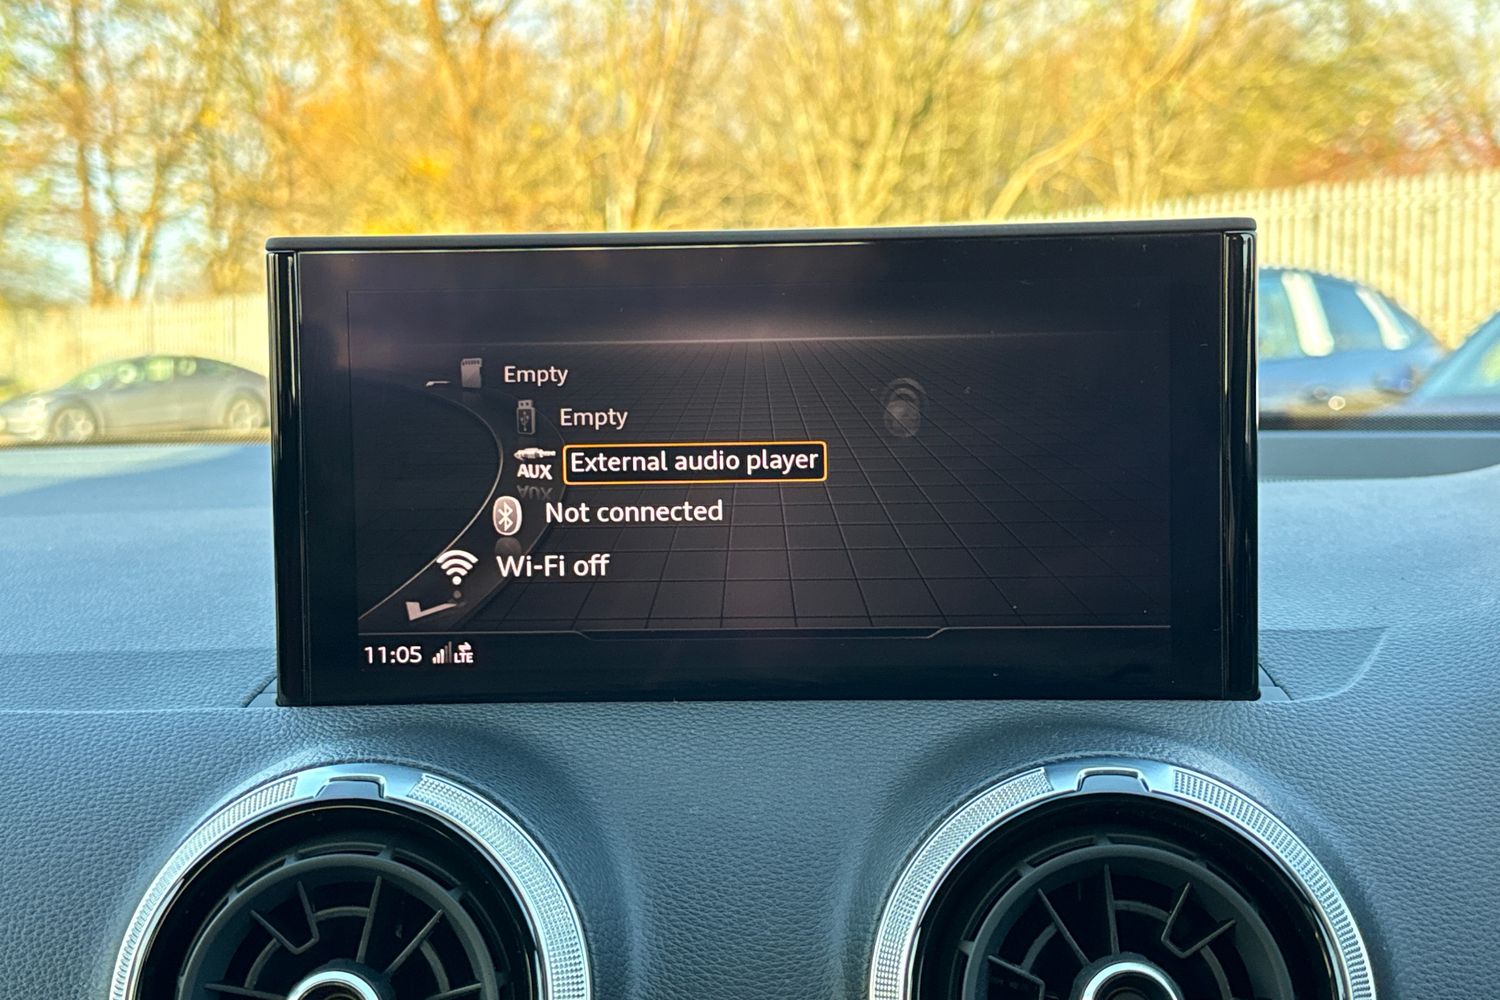 Empty
Empty
AUX External audio player
Not connected
Wi-Fi off
11:05 LTE